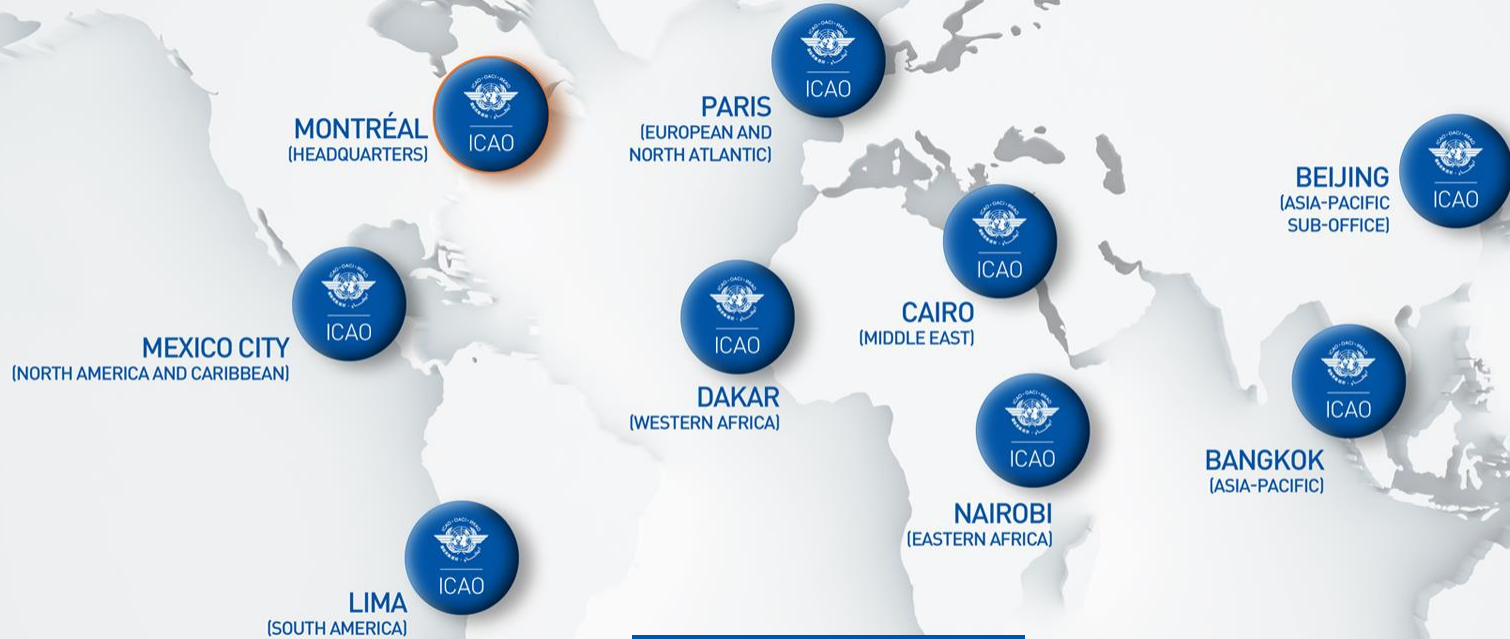 ICAO
PARIS
(EUROPEAN AND
NORTH ATLANTIC)
ICAO
MONTRÉAL
(HEADQUARTERS)
ICAO
BEIJING
(ASIA-PACIFIC
SUB-OFFICE)
ICAO
CAIRO
(MIDDLE EAST)
ICAO
MEXICO CITY
(NORTH AMERICA AND CARIBBEAN)
ICAO
DAKAR
(WESTERN AFRICA)
ICAO
BANGKOK
(ASIA-PACIFIC)
ICAO
NAIROBI
(EASTERN AFRICA)
ICAO
LIMA
(SOUTH AMERICA)